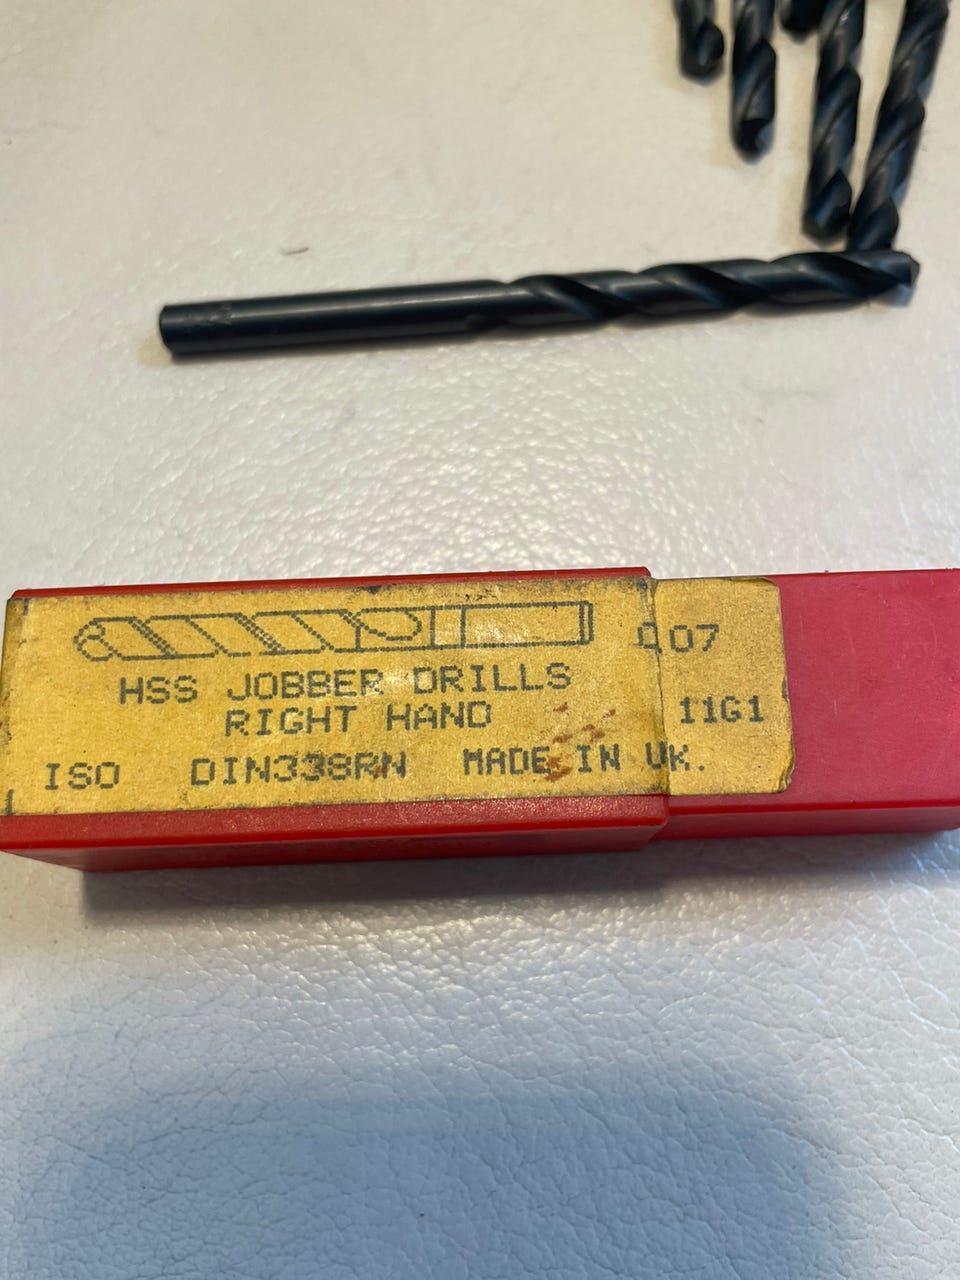 Q07
HSS JOBBER DRILLS
RIGHT HAND
11G1
ISO DIN338RN MADE IN UK.